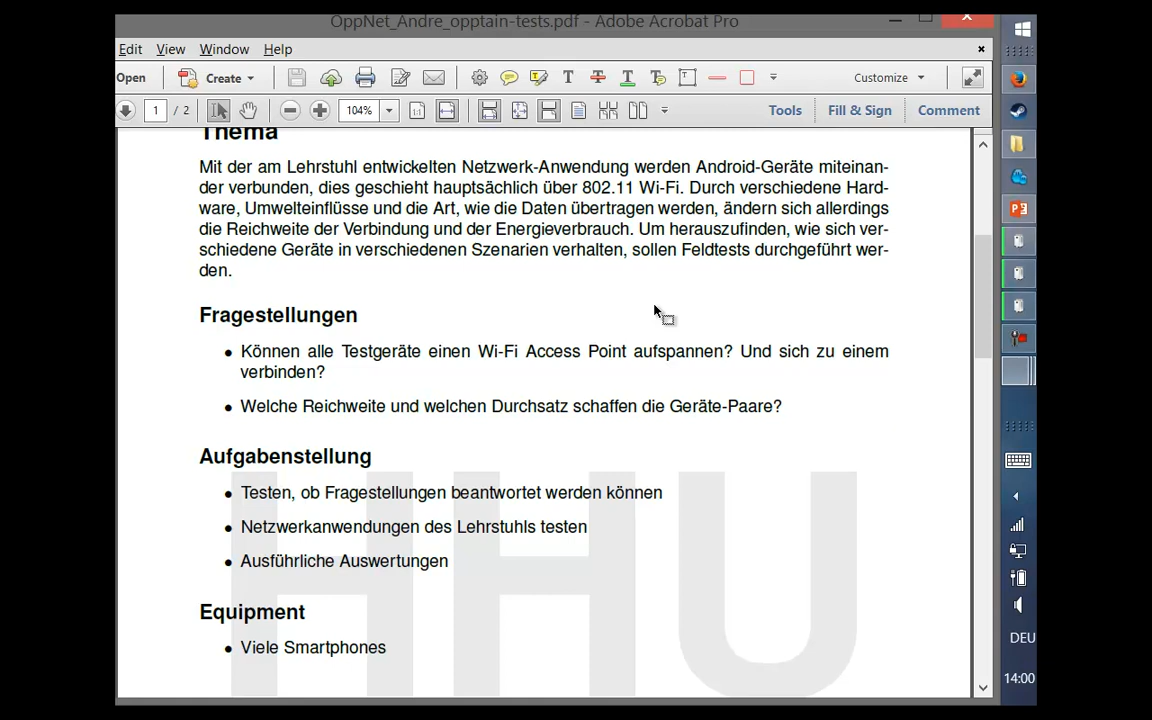 OppNet_Andre_opptain-tests.pdf - Adobe Acrobat Pro
Edit View Window Help
Open Create Customize
1 / 2 104% Tools Fill & Sign Comment
Thema
Mit der am Lehrstuhl entwickelten Netzwerk-Anwendung werden Android-Geräte miteinan-
der verbunden, dies geschieht hauptsächlich über 802.11 Wi-Fi. Durch verschiedene Hard-
ware, Umwelteinflüsse und die Art, wie die Daten übertragen werden, ändern sich allerdings
die Reichweite der Verbindung und der Energieverbrauch. Um herauszufinden, wie sich ver-
schiedene Geräte in verschiedenen Szenarien verhalten, sollen Feldtests durchgeführt wer-
den.
Fragestellungen
• Können alle Testgeräte einen Wi-Fi Access Point aufspannen? Und sich zu einem
verbinden?
• Welche Reichweite und welchen Durchsatz schaffen die Geräte-Paare?
Aufgabenstellung
• Testen, ob Fragestellungen beantwortet werden können
• Netzwerkanwendungen des Lehrstuhls testen
• Ausführliche Auswertungen
Equipment
• Viele Smartphones
HHU
DEU
14:00